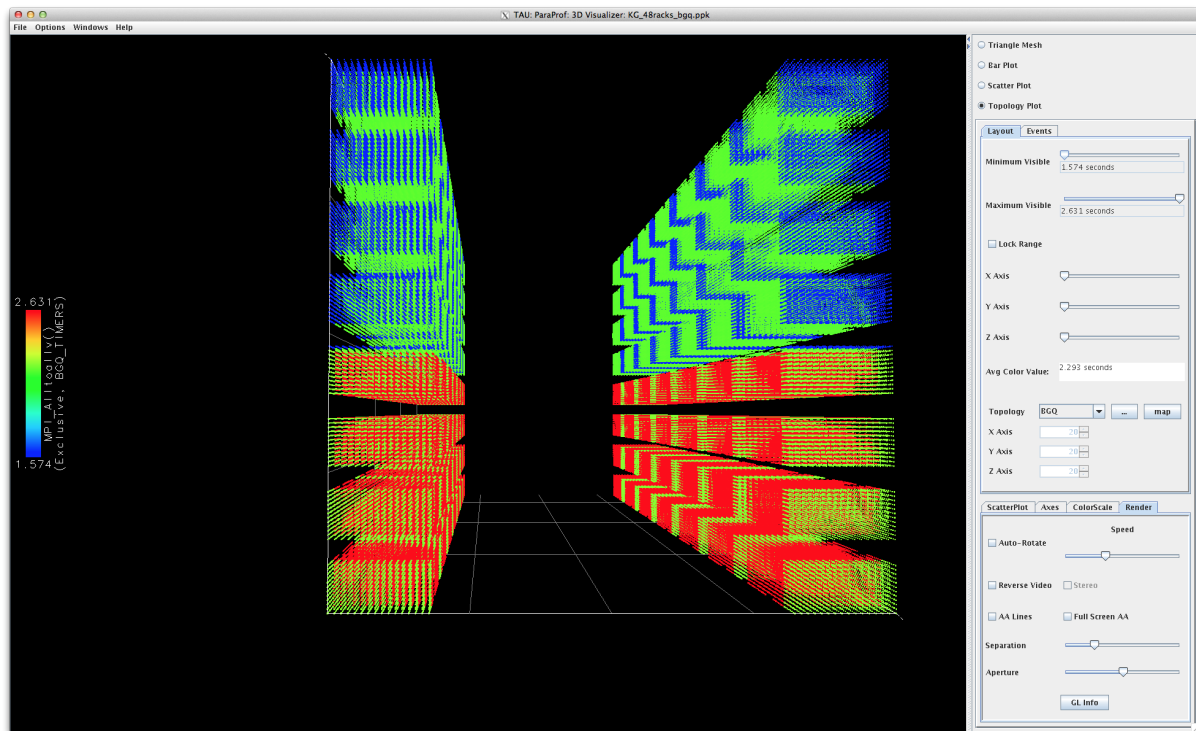 TAU: ParaProf: 3D Visualizer: KG_48racks_bgq.ppk
File Options Windows Help
2.631
MPI_Alltoallv()
(Exclusive, BGQ_TIMERS)
1.574
Triangle Mesh
Bar Plot
Scatter Plot
Topology Plot
Layout Events
Minimum Visible
1.574 seconds
Maximum Visible
2.631 seconds
Lock Range
X Axis
Y Axis
Z Axis
Avg Color Value: 2.293 seconds
Topology BGQ ... map
X Axis 20
Y Axis 20
Z Axis 20
ScatterPlot Axes ColorScale Render
Speed
Auto-Rotate
Reverse Video Stereo
AA Lines Full Screen AA
Separation
Aperture
GL Info